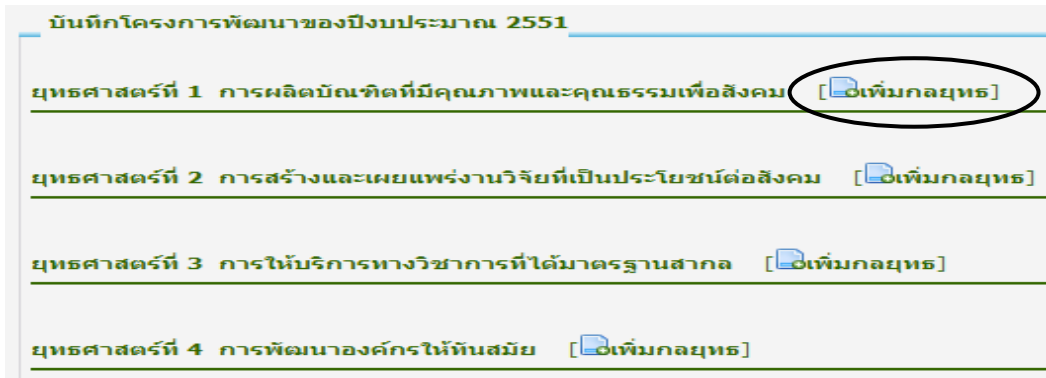 บันทึกโครงการพัฒนาของปีงบประมาณ 2551
ยุทธศาสตร์ที่ 1 การผลิตบัณฑิตที่มีคุณภาพและคุณธรรมเพื่อสังคม [เพิ่มกลยุทธ]
ยุทธศาสตร์ที่ 2 การสร้างและเผยแพร่งานวิจัยที่เป็นประโยชน์ต่อสังคม [เพิ่มกลยุทธ]
ยุทธศาสตร์ที่ 3 การให้บริการทางวิชาการที่ได้มาตรฐานสากล [เพิ่มกลยุทธ]
ยุทธศาสตร์ที่ 4 การพัฒนาองค์กรให้ทันสมัย [เพิ่มกลยุทธ]